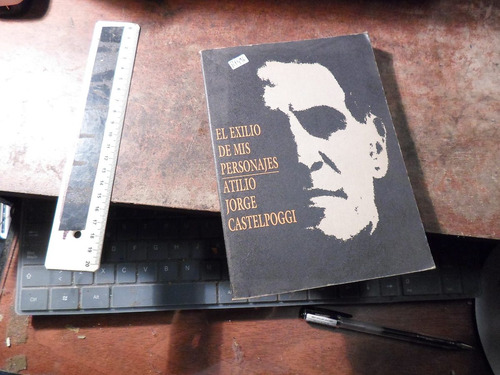 EL EXILIO
DE MIS
PERSONAJES
ATILIO
JORGE
CASTELPOGGI